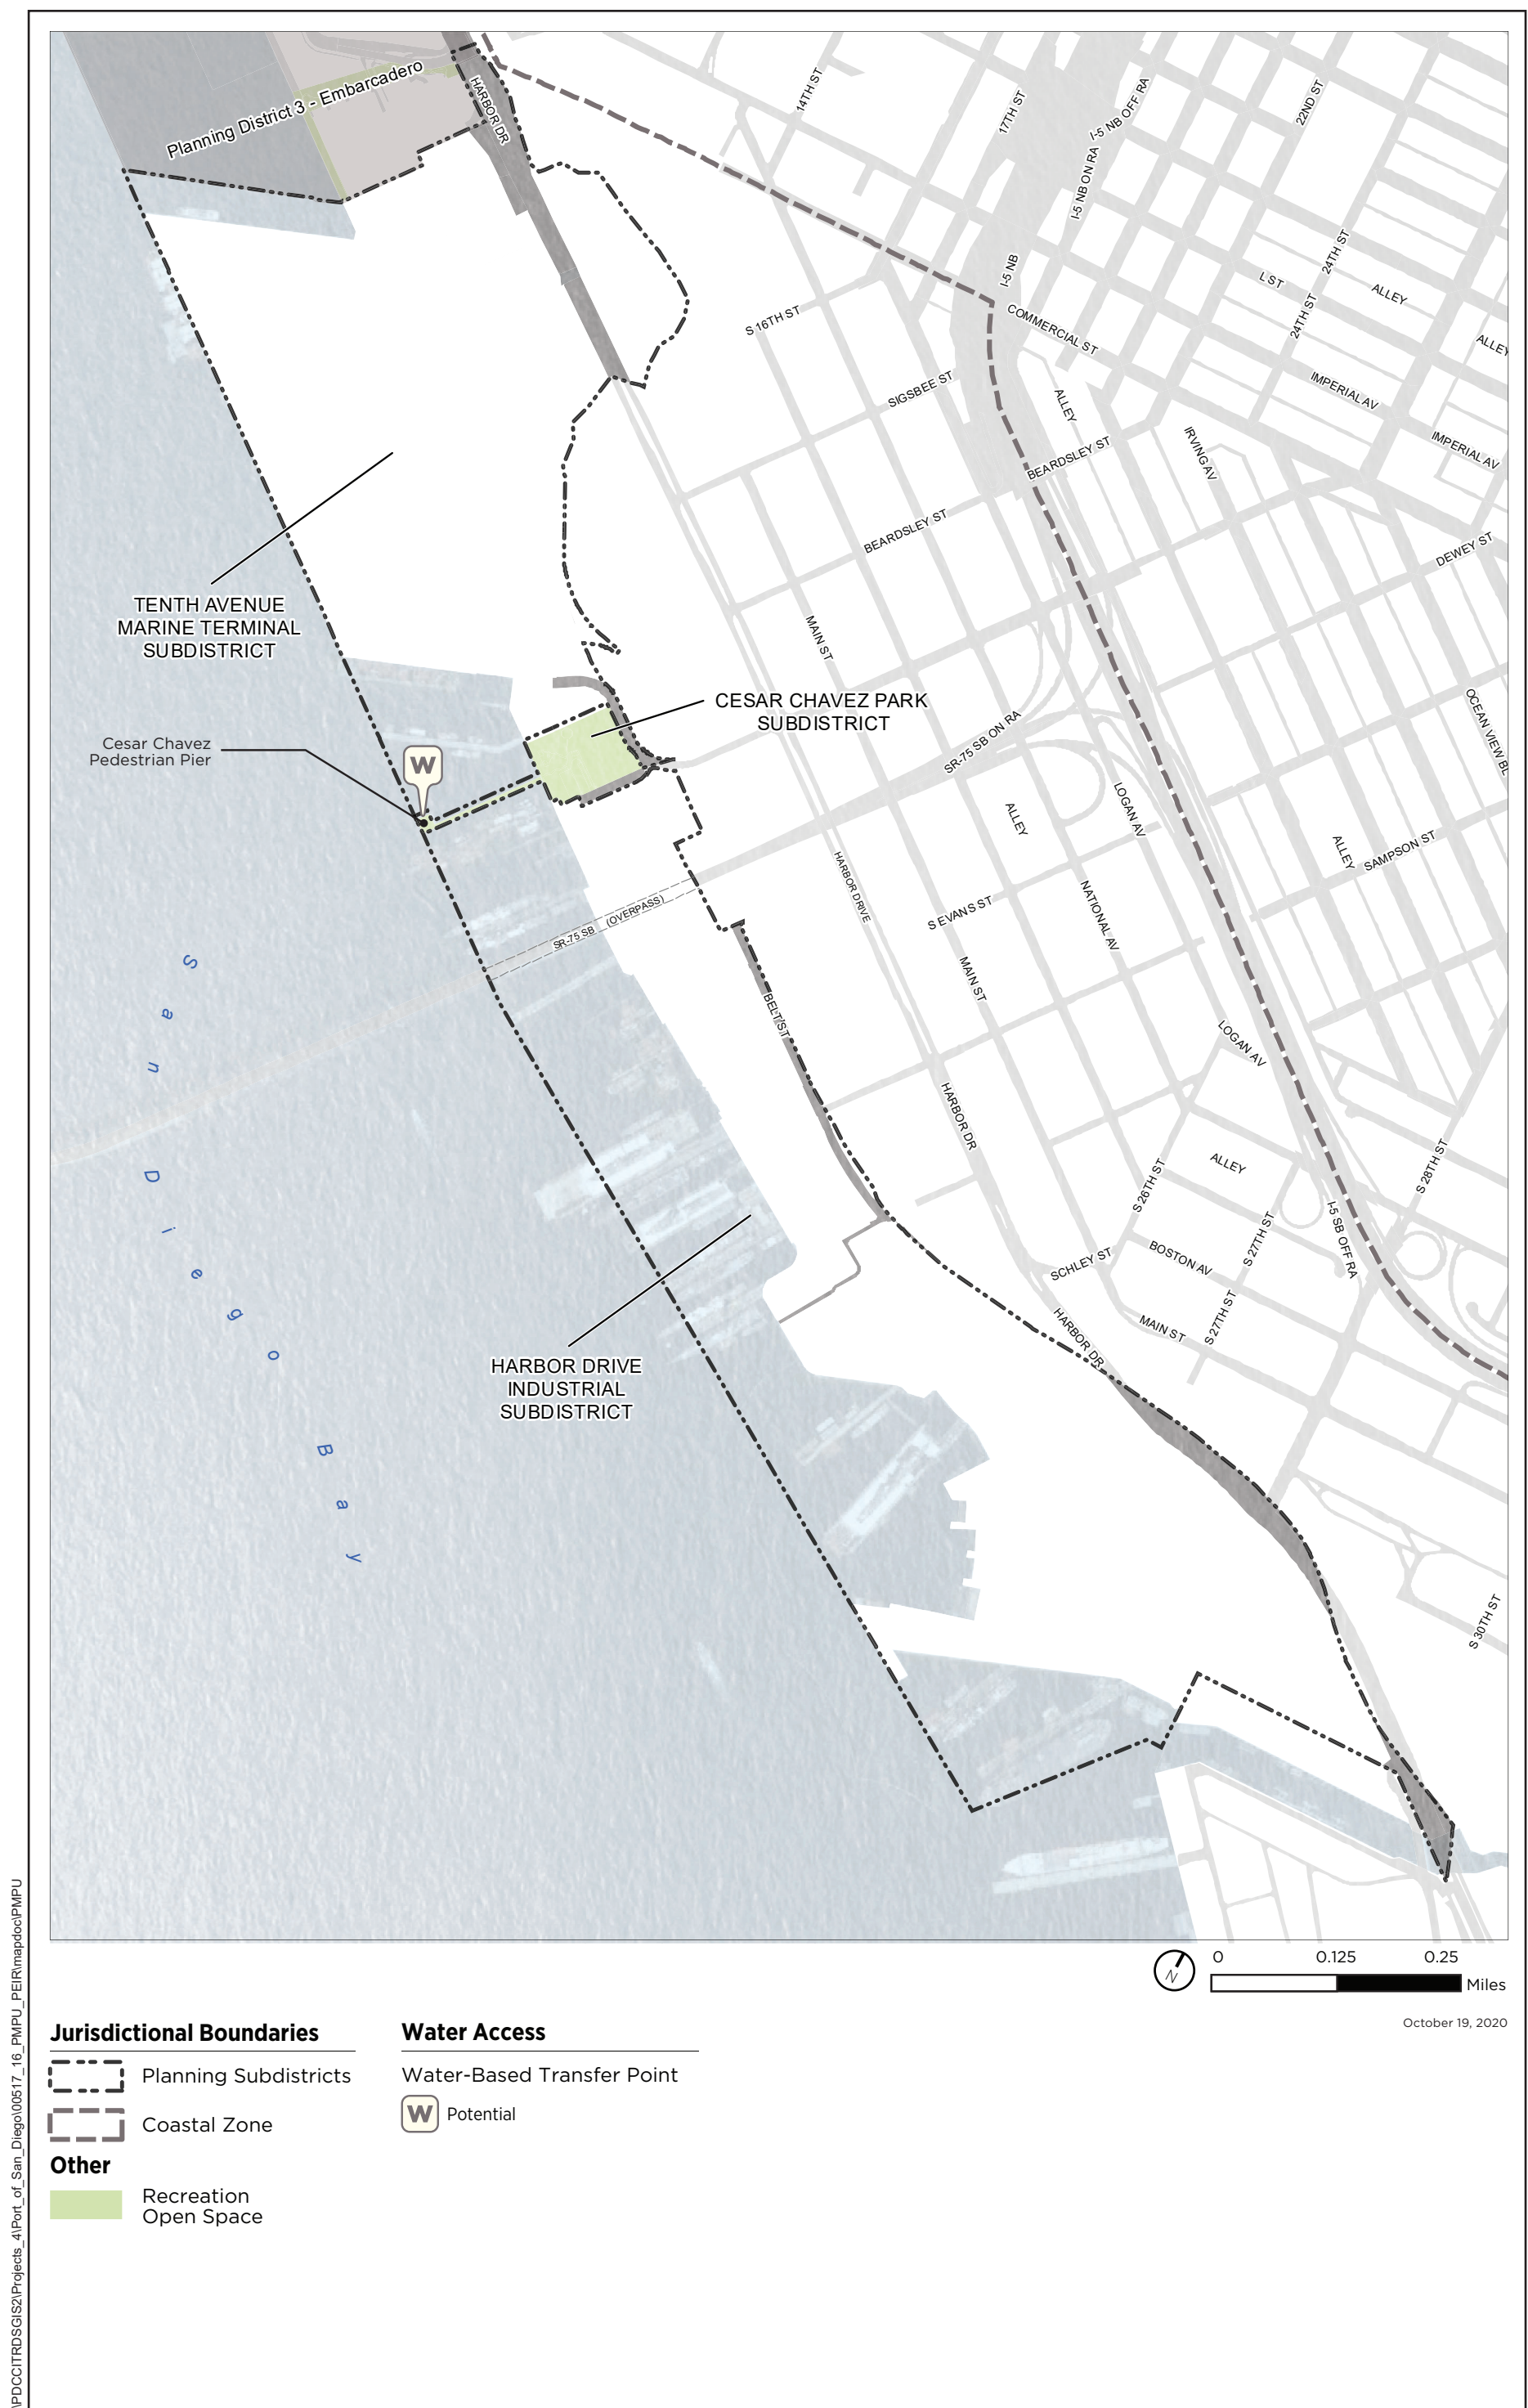 Planning District 3 - Embarcadero
HARBOR DR
14TH ST
17TH ST
I-5 NB OFF RA
22ND ST
I-5 NB ON RA
I-5 NB
24TH ST
L ST
ALLEY
24TH ST
ALLEY
S 16TH ST
COMMERCIAL ST
SIGSBEE ST
ALLEY
IMPERIAL AV
BEARDSLEY ST
IRVING AV
IMPERIAL AV
BEARDSLEY ST
DEWEY ST
TENTH AVENUE
MARINE TERMINAL
SUBDISTRICT
MAIN ST
CESAR CHAVEZ PARK
SUBDISTRICT
OCEAN VIEW BL
Cesar Chavez
Pedestrian Pier
W
SR-75 SB ON RA
LOGAN AV
ALLEY
ALLEY
SAMPSON ST
HARBOR DRIVE
SR-75 SB (OVERPASS)
S EVANS ST
NATIONAL AV
MAIN ST
BELT ST
LOGAN AV
San Diego Bay
HARBOR DR
ALLEY
S 26TH ST
S 28TH ST
S 27TH ST
I-5 SB OFF RA
SCHLEY ST
BOSTON AV
HARBOR DR
MAIN ST
S 27TH ST
HARBOR DRIVE
INDUSTRIAL
SUBDISTRICT
S 30TH ST
N
0 0.125 0.25
Miles
October 19, 2020
Jurisdictional Boundaries
Planning Subdistricts
Coastal Zone
Other
Recreation
Open Space
Water Access
Water-Based Transfer Point
W Potential
\PDCCITRDSGIS2\Projects_4\Port_of_San_Diego\00517_16_PMPU_PEIR\mapdoc\PMPU